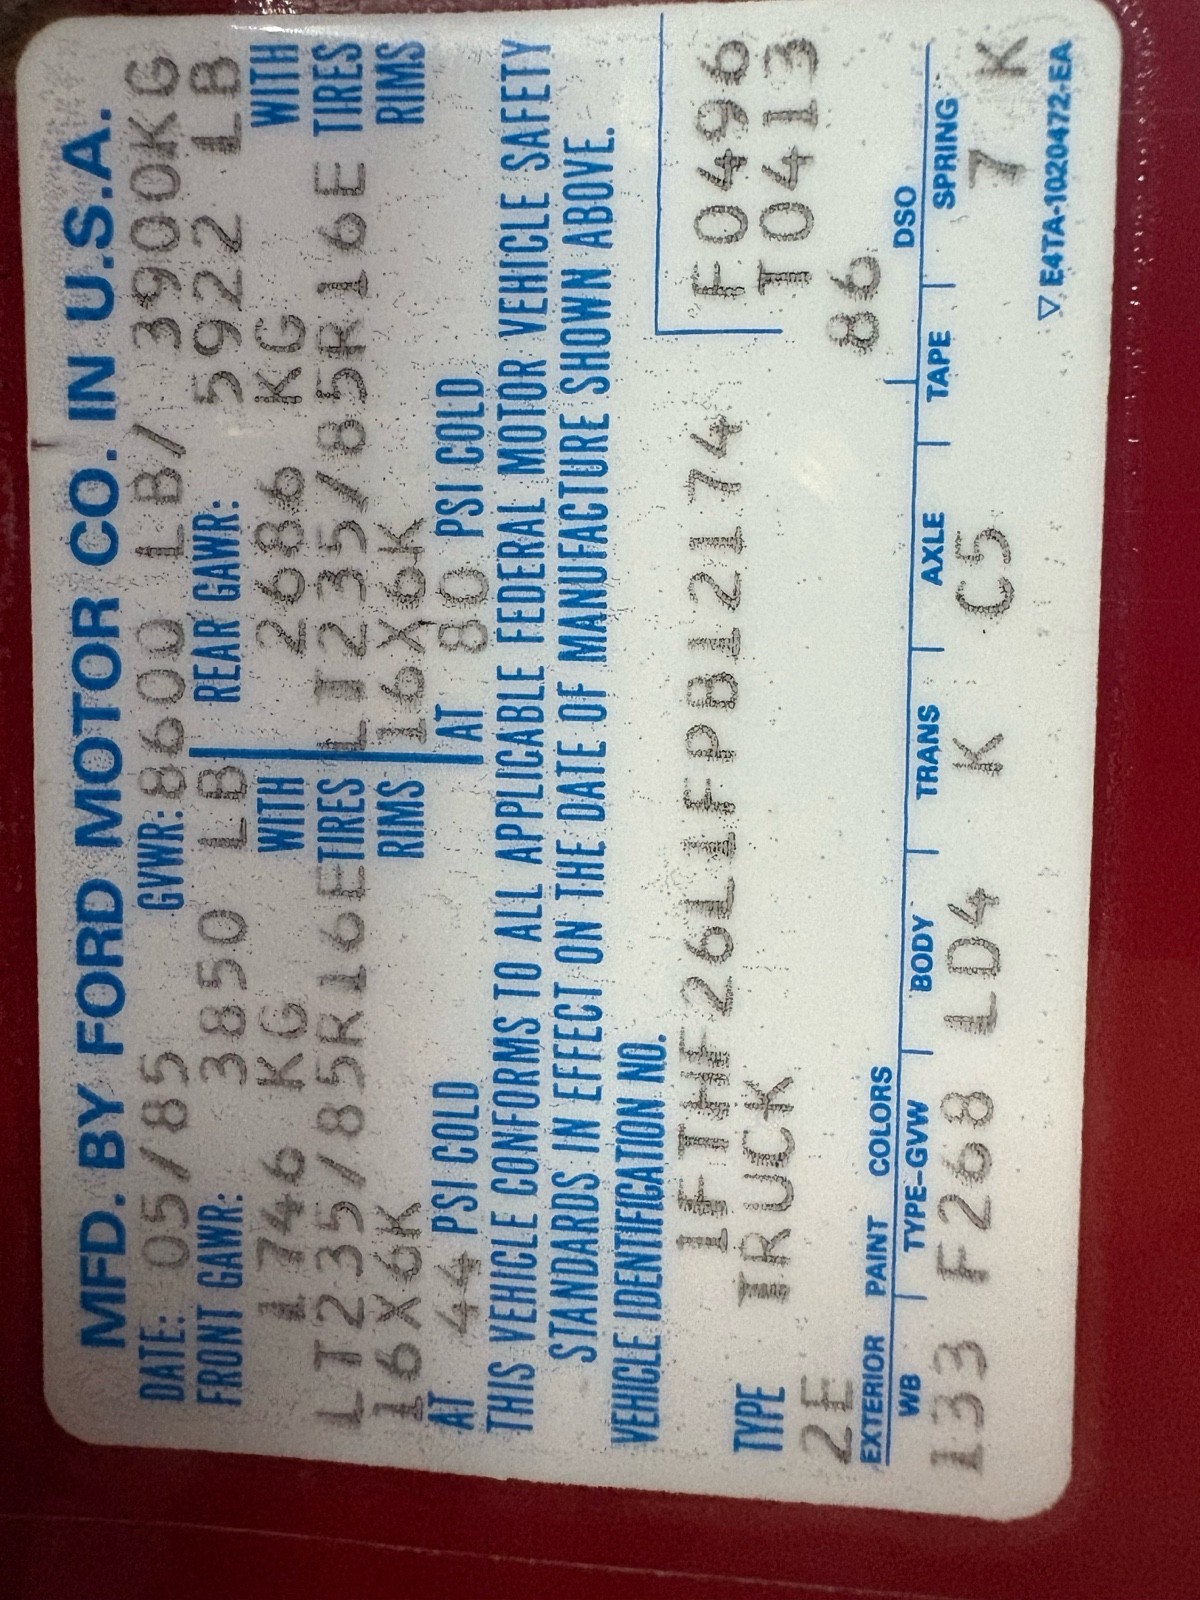 MFD. BY FORD MOTOR CO. IN U.S.A.
DATE: 05/85 GVWR: 8600 LB/ 3900KG
FRONT GAWR: 3850 LB REAR GAWR: 5922 LB
1746 KG WITH 2686 KG WITH
LT235/85R16E TIRES LT235/85R16E TIRES
16X6K RIMS 16X6K RIMS
AT 44 PSI COLD AT 80 PSI COLD
THIS VEHICLE CONFORMS TO ALL APPLICABLE FEDERAL MOTOR VEHICLE SAFETY
STANDARDS IN EFFECT ON THE DATE OF MANUFACTURE SHOWN ABOVE.
VEHICLE IDENTIFICATION NO.
1FTHF26L1FPB12174 F0496
TYPE TRUCK T0413
2E 86
EXTERIOR PAINT COLORS DSO
WB TYPE-GVW BODY TRANS AXLE TAPE SPRING
133 F268 LD4 K C5 7 K
▽ E4TA-1020472-EA